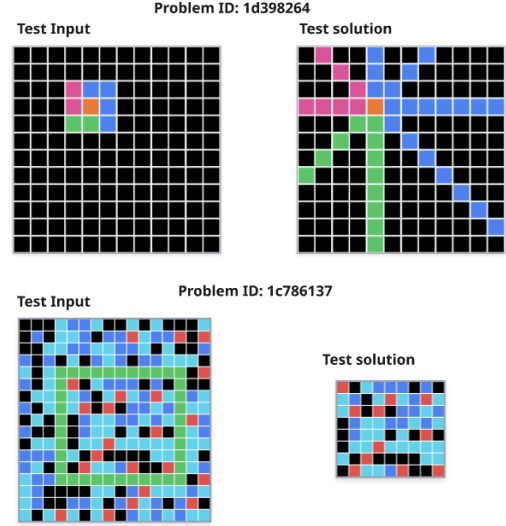 Problem ID: 1d398264
Test Input
Test solution
Problem ID: 1c786137
Test Input
Test solution